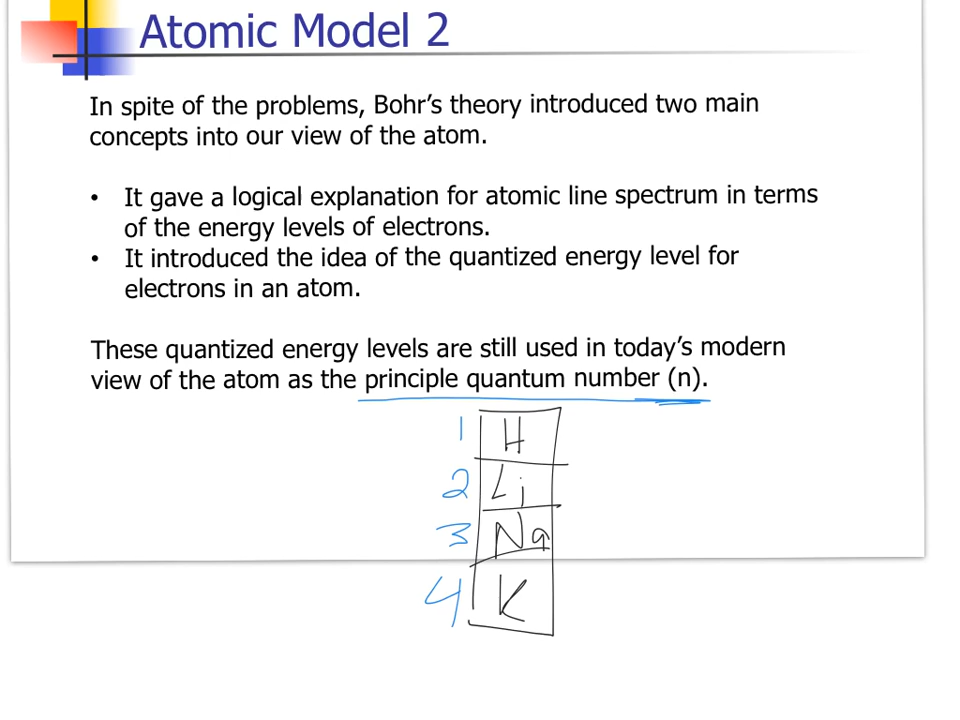 Atomic Model 2
In spite of the problems, Bohr's theory introduced two main
concepts into our view of the atom.
• It gave a logical explanation for atomic line spectrum in terms
of the energy levels of electrons.
• It introduced the idea of the quantized energy level for
electrons in an atom.
These quantized energy levels are still used in today's modern
view of the atom as the principle quantum number (n).
1 H
2 Li
3 Na
4 K